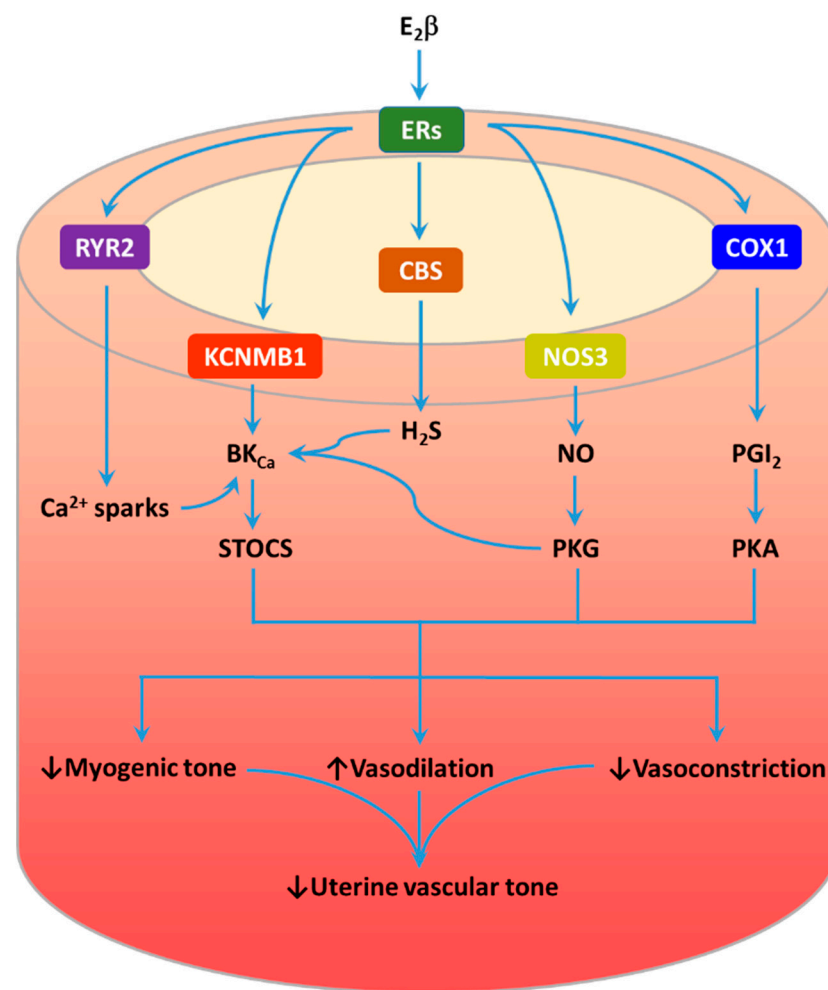 E₂β
ERs
RYR2
CBS
COX1
KCNMB1
NOS3
H₂S
BK_Ca
NO
PGI₂
Ca²⁺ sparks
STOCS
PKG
PKA
↓Myogenic tone
↑Vasodilation
↓Vasoconstriction
↓Uterine vascular tone